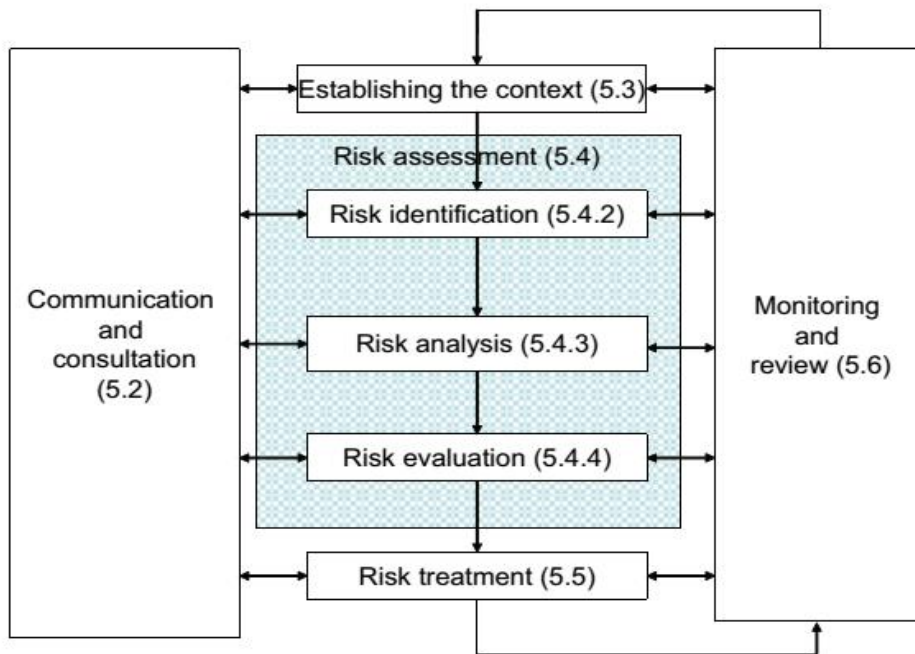 Establishing the context (5.3)
Risk assessment (5.4)
Risk identification (5.4.2)
Communication
and
consultation
(5.2)
Risk analysis (5.4.3)
Monitoring
and
review (5.6)
Risk evaluation (5.4.4)
Risk treatment (5.5)